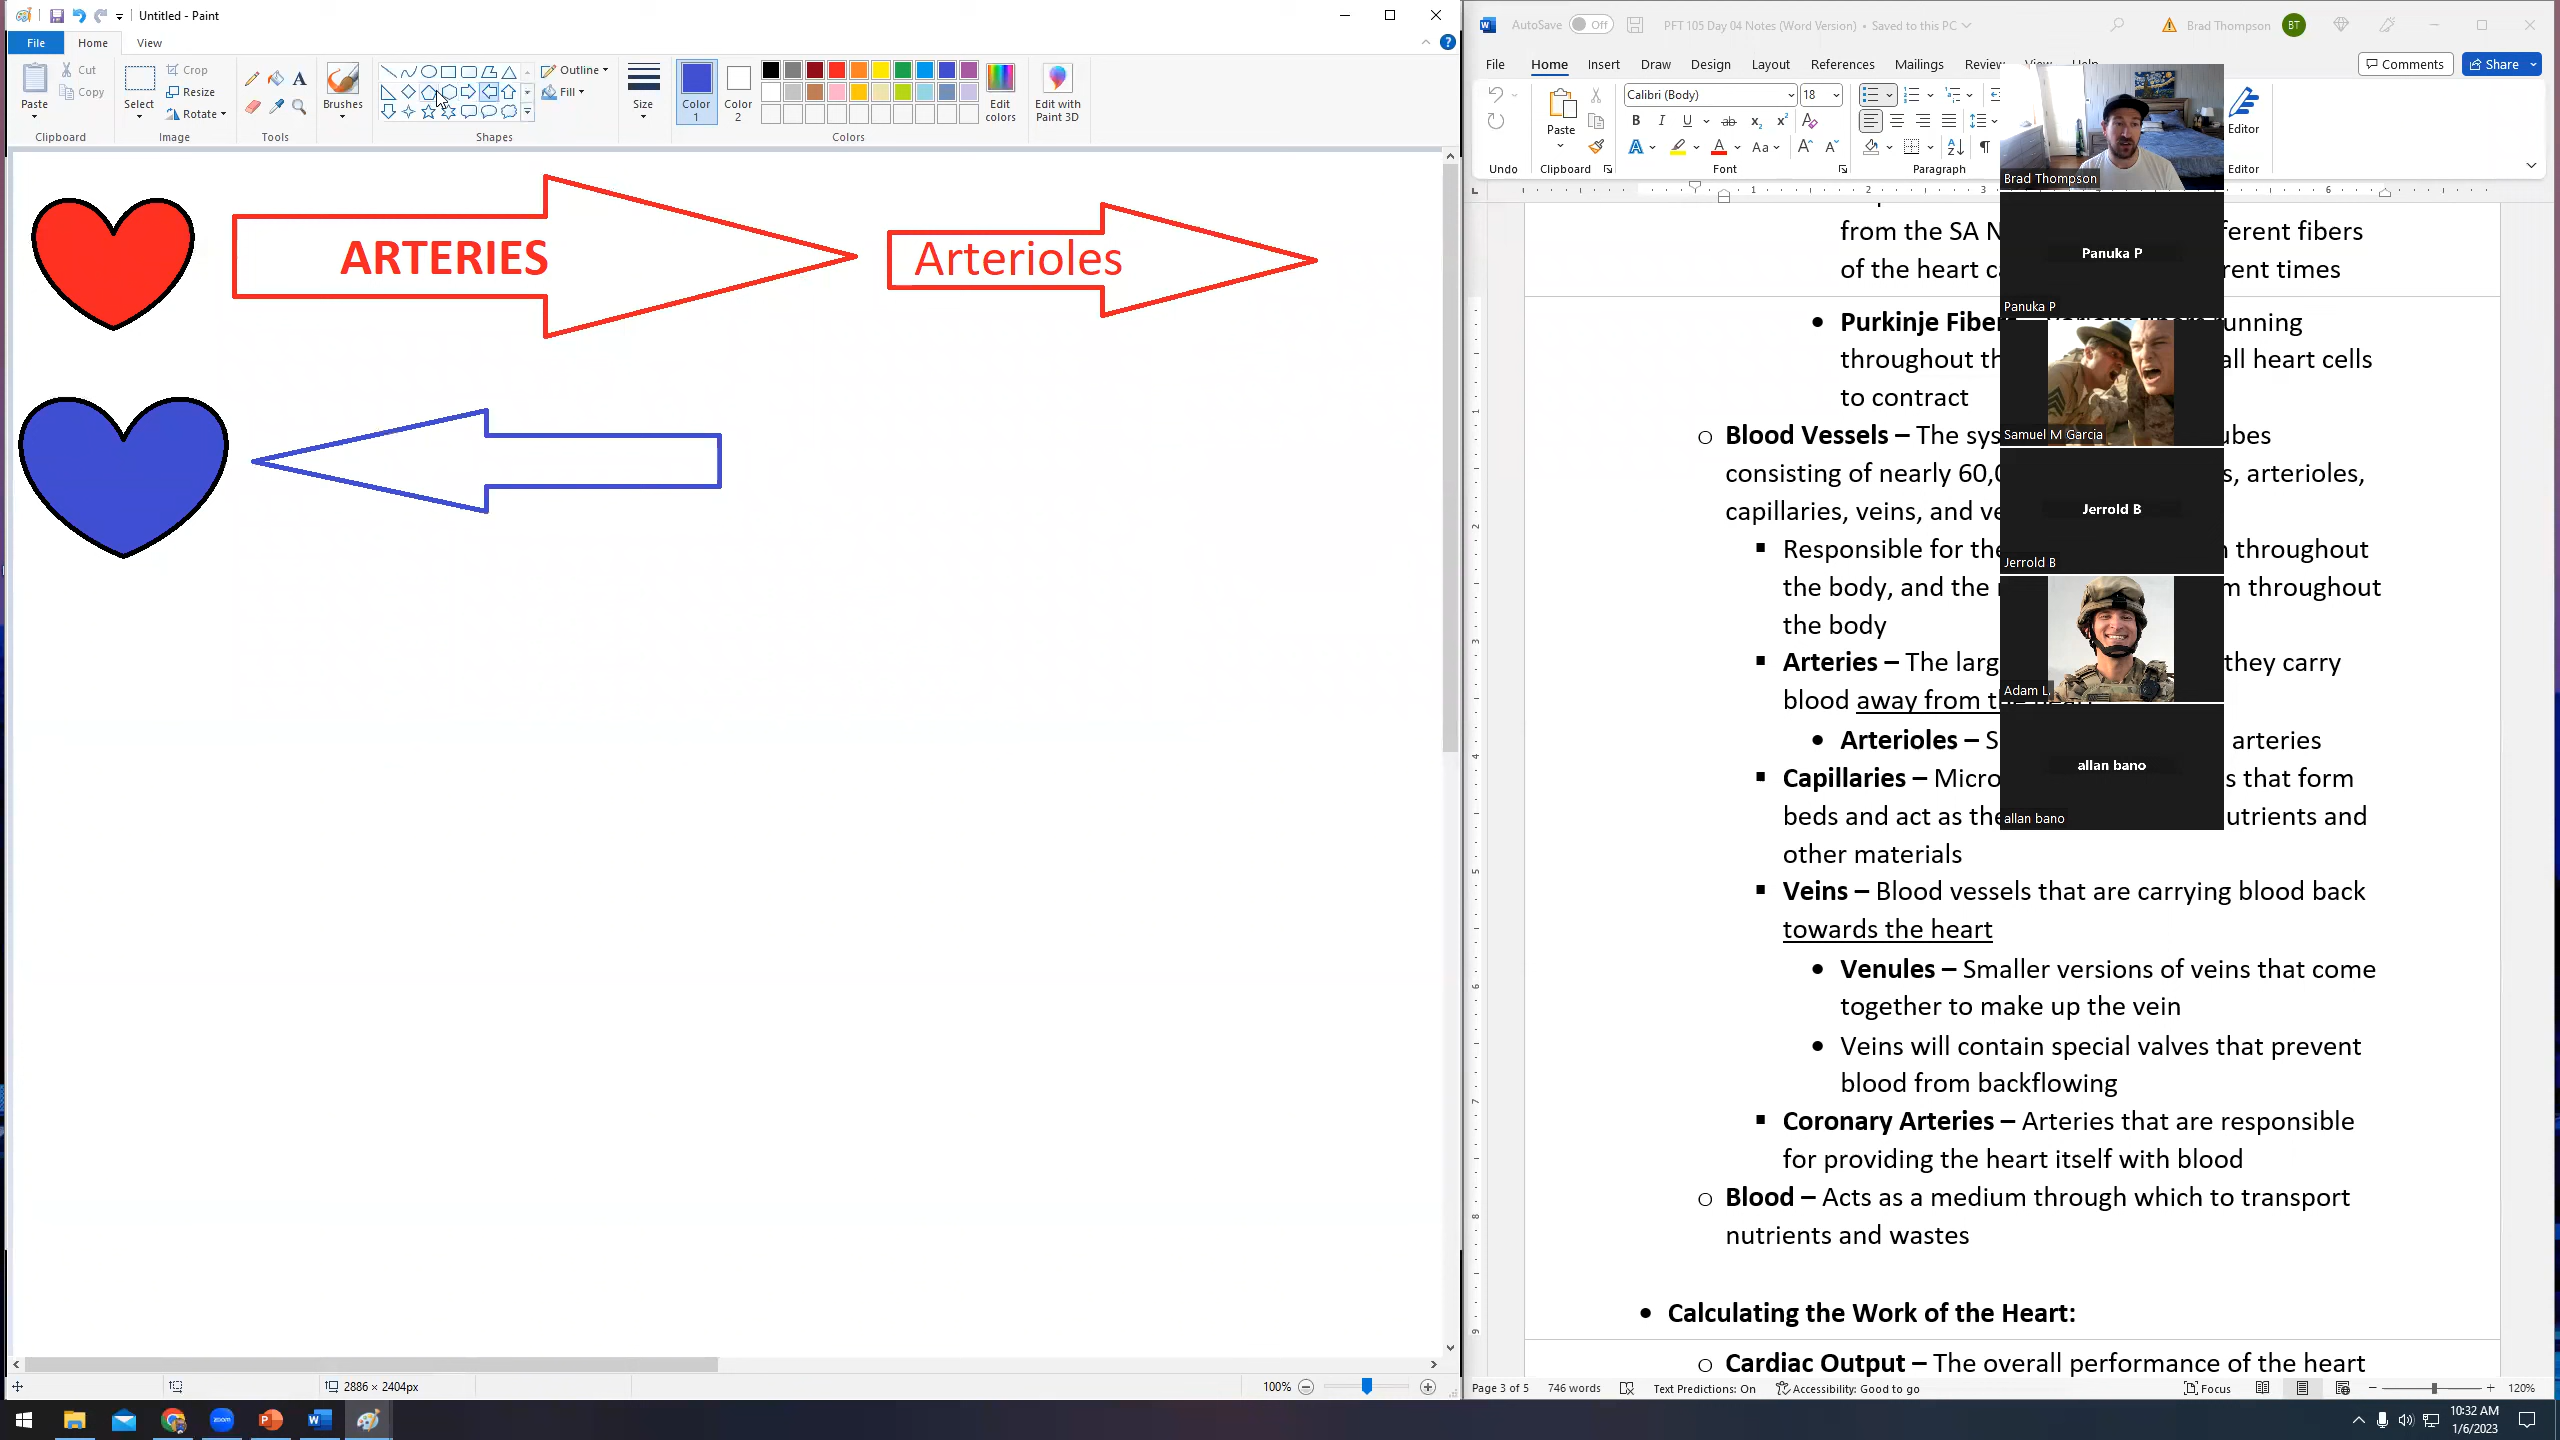 Untitled - Paint
File
Home
View
Paste
Cut
Copy
Clipboard
Select
Crop
Resize
Rotate
Image
A
Tools
Brushes
Outline
Fill
Shapes
Size
Color
1
Color
2
Edit
colors
Edit with
Paint 3D
Colors
ARTERIES
Arterioles
2886 × 2404px
100%
AutoSave
Off
PFT 105 Day 04 Notes (Word Version) • Saved to this PC
Brad Thompson
BT
File
Home
Insert
Draw
Design
Layout
References
Mailings
Review
Comments
Share
Undo
Paste
Clipboard
Calibri (Body)
18
B I U ab x₂ x²
Font
Paragraph
Editor
Editor
from the SA
ferent fibers
of the heart
rent times
Purkinje Fiber
unning
throughout
all heart cells
to contract
Blood Vessels – The
ubes
consisting of nearly
arterioles,
capillaries, veins, and
Responsible for
throughout
the body, and the
throughout
the body
Arteries – The
they carry
blood away from
Arterioles –
arteries
Capillaries –
that form
beds and act as
and
other materials
Veins – Blood vessels that are carrying blood back
towards the heart
Venules – Smaller versions of veins that come
together to make up the vein
Veins will contain special valves that prevent
blood from backflowing
Coronary Arteries – Arteries that are responsible
for providing the heart itself with blood
Blood – Acts as a medium through which to transport
nutrients and wastes
Calculating the Work of the Heart:
Cardiac Output – The overall performance of the heart
Brad Thompson
Panuka P
Panuka P
Samuel M Garcia
Jerrold B
Jerrold B
Adam L.
allan bano
allan bano
Page 3 of 5
746 words
Text Predictions: On
Accessibility: Good to go
Focus
120%
zoom
10:32 AM
1/6/2023